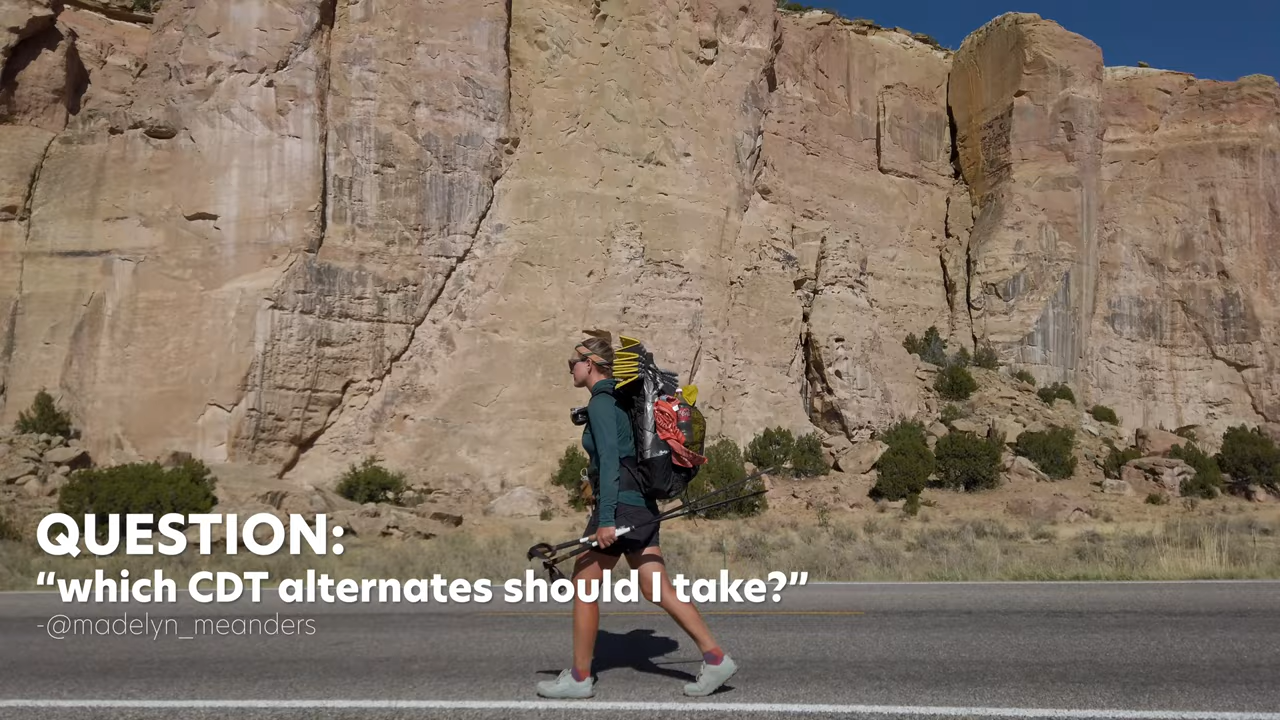 QUESTION:
“which CDT alternates should I take?”
-@madelyn_meanders